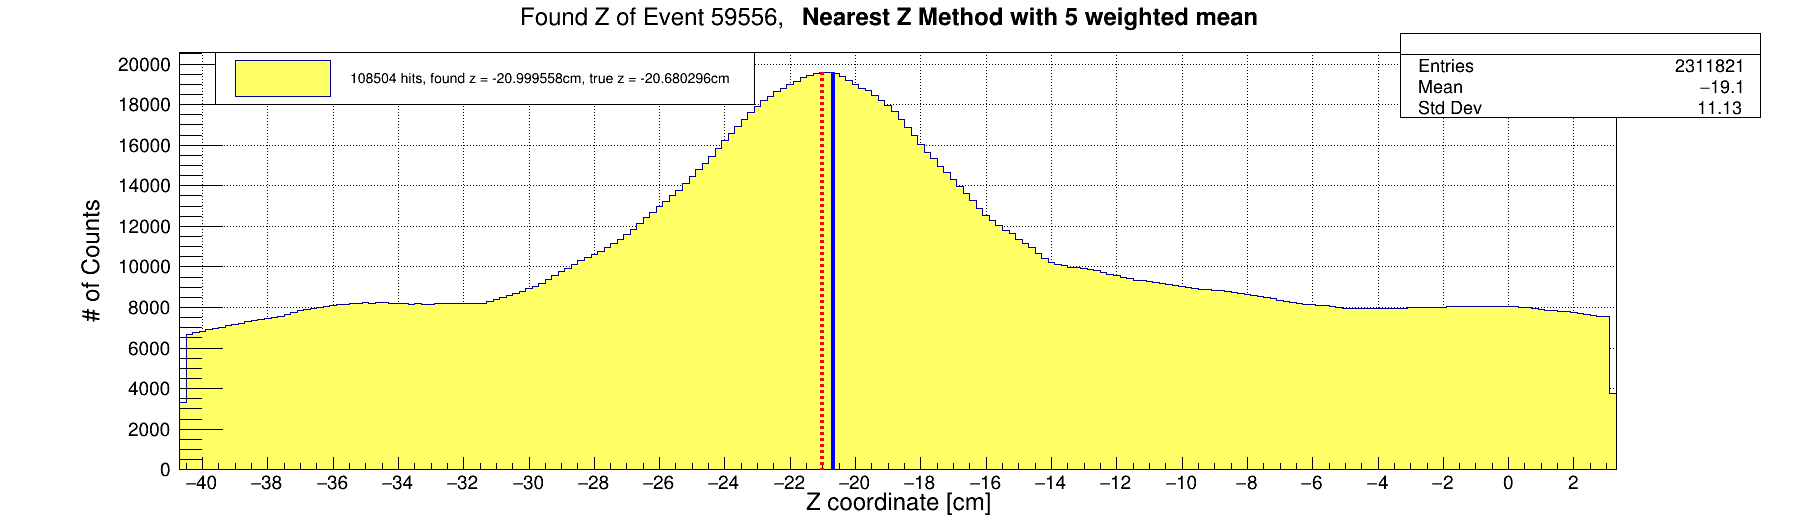 Found Z of Event 59556, Nearest Z Method with 5 weighted mean
108504 hits, found z = -20.999558cm, true z = -20.680296cm
Entries 2311821
Mean −19.1
Std Dev 11.13
# of Counts
20000
18000
16000
14000
12000
10000
8000
6000
4000
2000
0
−40 −38 −36 −34 −32 −30 −28 −26 −24 −22 −20 −18 −16 −14 −12 −10 −8 −6 −4 −2 0 2
Z coordinate [cm]